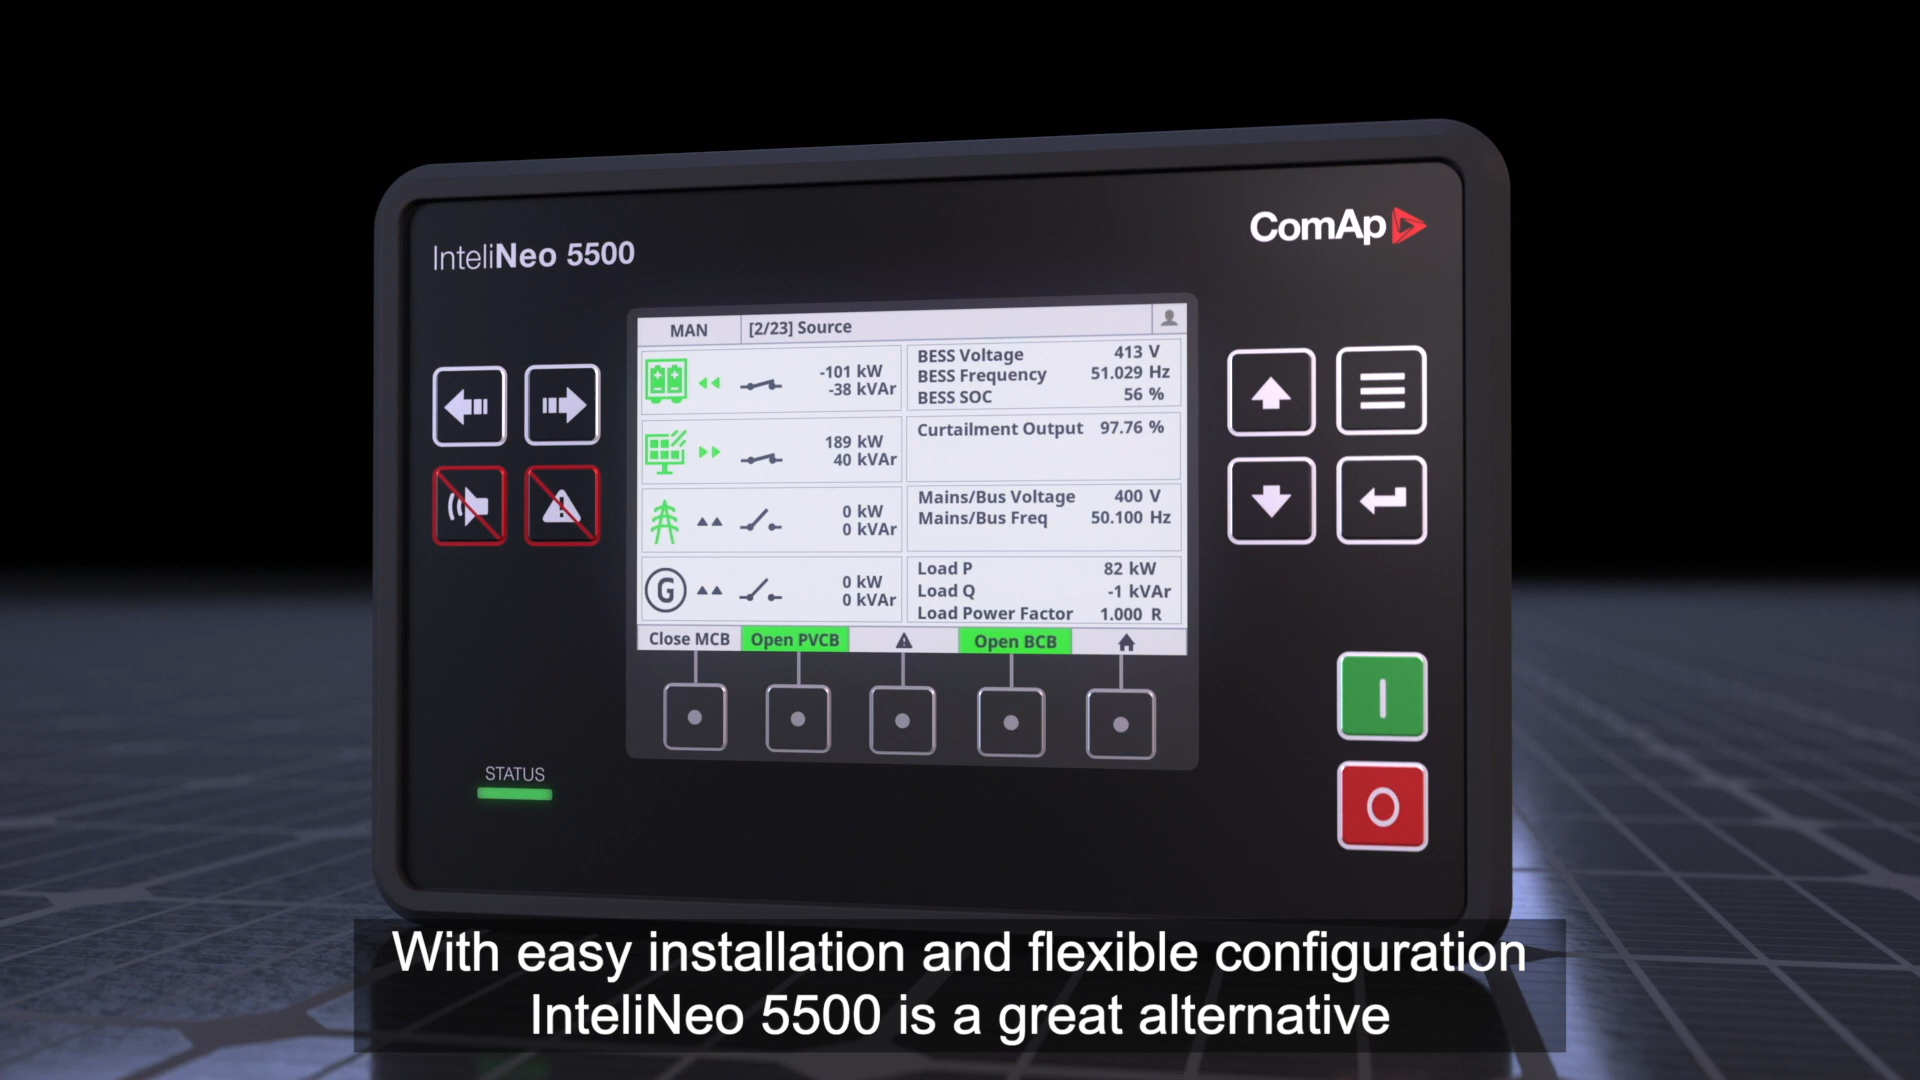 InteliNeo 5500
ComAp
MAN
[2/23] Source
-101 kW
-38 kVAr
BESS Voltage 413 V
BESS Frequency 51.029 Hz
BESS SOC 56 %
189 kW
40 kVAr
Curtailment Output 97.76 %
0 kW
0 kVAr
Mains/Bus Voltage 400 V
Mains/Bus Freq 50.100 Hz
G
0 kW
0 kVAr
Load P 82 kW
Load Q -1 kVAr
Load Power Factor 1.000 R
Close MCB Open PVCB Open BCB
STATUS
With easy installation and flexible configuration
InteliNeo 5500 is a great alternative